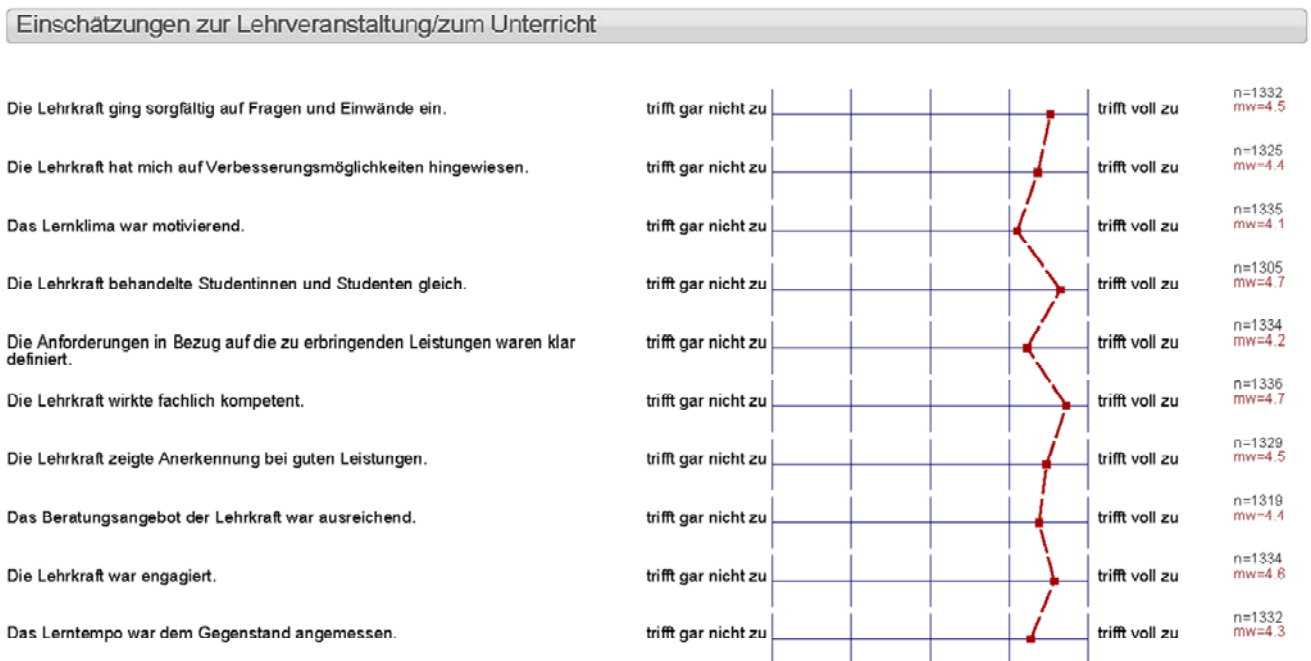 Einschätzungen zur Lehrveranstaltung/zum Unterricht
Die Lehrkraft ging sorgfältig auf Fragen und Einwände ein. trifft gar nicht zu trifft voll zu n=1332
mw=4.5
Die Lehrkraft hat mich auf Verbesserungsmöglichkeiten hingewiesen. trifft gar nicht zu trifft voll zu n=1325
mw=4.4
Das Lernklima war motivierend. trifft gar nicht zu trifft voll zu n=1335
mw=4.1
Die Lehrkraft behandelte Studentinnen und Studenten gleich. trifft gar nicht zu trifft voll zu n=1305
mw=4.7
Die Anforderungen in Bezug auf die zu erbringenden Leistungen waren klar trifft gar nicht zu trifft voll zu n=1334
definiert. mw=4.2
Die Lehrkraft wirkte fachlich kompetent. trifft gar nicht zu trifft voll zu n=1336
mw=4.7
Die Lehrkraft zeigte Anerkennung bei guten Leistungen. trifft gar nicht zu trifft voll zu n=1329
mw=4.5
Das Beratungsangebot der Lehrkraft war ausreichend. trifft gar nicht zu trifft voll zu n=1319
mw=4.4
Die Lehrkraft war engagiert. trifft gar nicht zu trifft voll zu n=1334
mw=4.6
Das Lerntempo war dem Gegenstand angemessen. trifft gar nicht zu trifft voll zu n=1332
mw=4.3